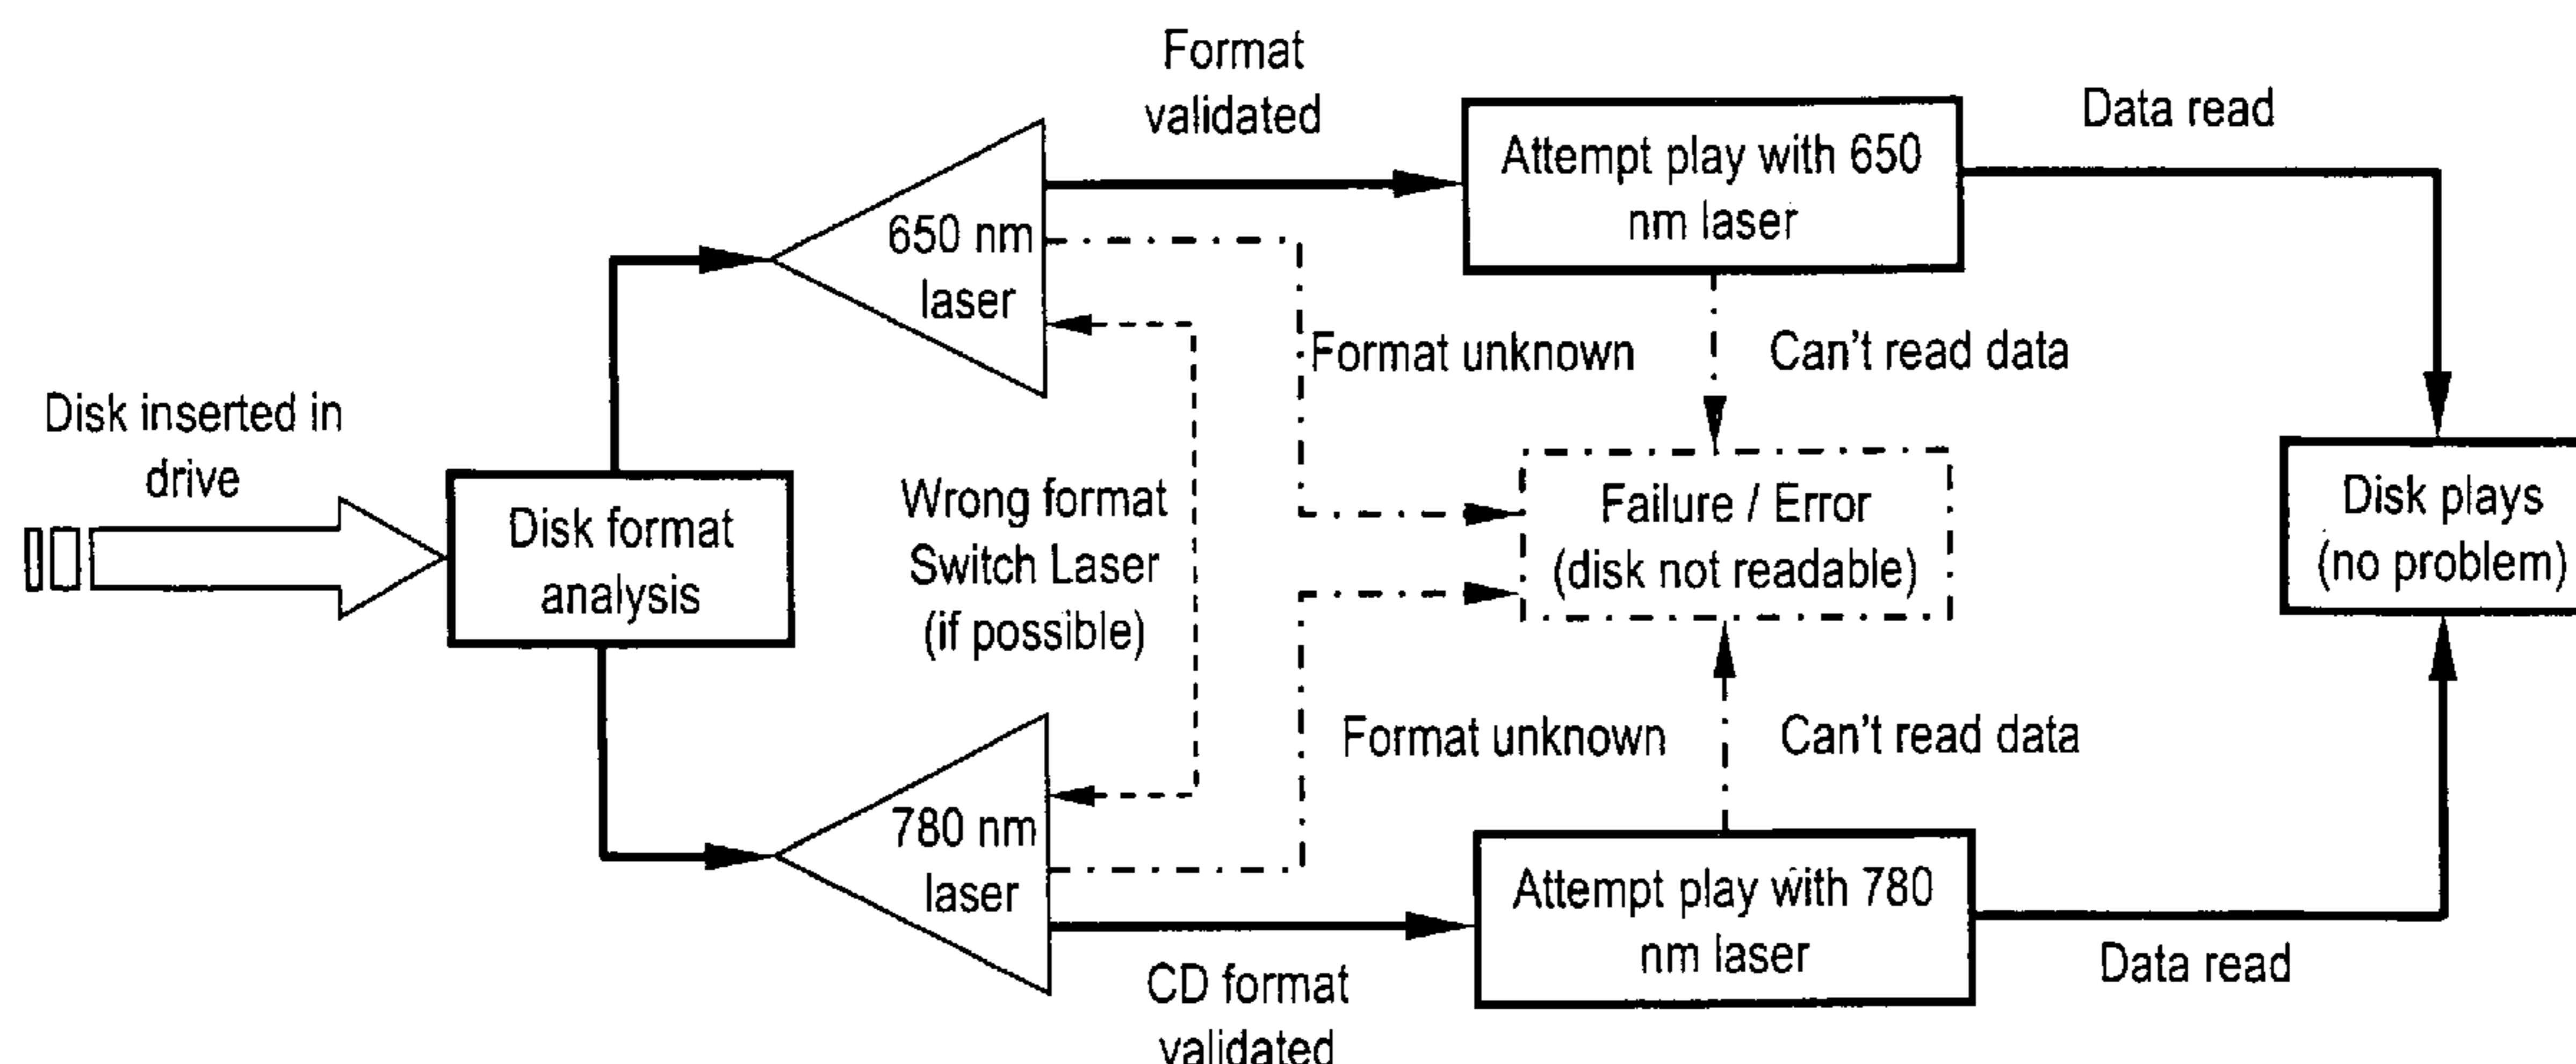 Format
validated
Data read
Attempt play with 650
nm laser
650 nm
laser
Format unknown
Can't read data
Disk inserted in
drive
Disk format
analysis
Wrong format
Switch Laser
(if possible)
Failure / Error
(disk not readable)
Disk plays
(no problem)
Format unknown
Can't read data
780 nm
laser
Attempt play with 780
nm laser
CD format
validated
Data read